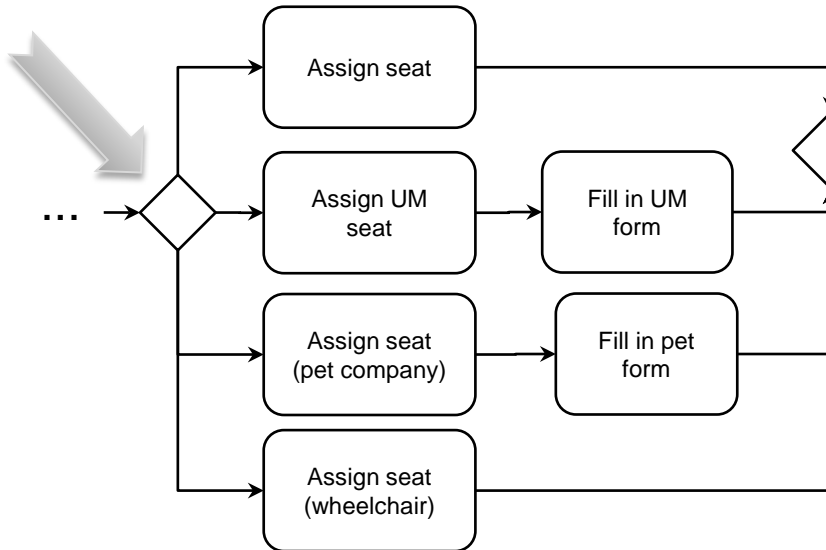 Assign seat
...
Assign UM
seat
Fill in UM
form
Assign seat
(pet company)
Fill in pet
form
Assign seat
(wheelchair)